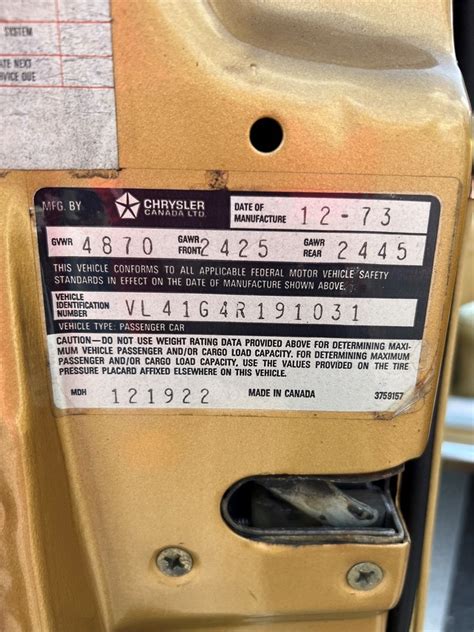 SYSTEM
ATE NEXT
RVICE DUE
MFG. BY CHRYSLER CANADA LTD. DATE OF MANUFACTURE 12-73
GVWR 4870 GAWR FRONT 2425 GAWR REAR 2445
THIS VEHICLE CONFORMS TO ALL APPLICABLE FEDERAL MOTOR VEHICLE SAFETY
STANDARDS IN EFFECT ON THE DATE OF MANUFACTURE SHOWN ABOVE.
VEHICLE IDENTIFICATION NUMBER VL41G4R191031
VEHICLE TYPE: PASSENGER CAR
CAUTION—DO NOT USE WEIGHT RATING DATA PROVIDED ABOVE FOR DETERMINING MAXI-
MUM VEHICLE PASSENGER AND/OR CARGO LOAD CAPACITY. FOR DETERMINING MAXIMUM
PASSENGER AND/OR CARGO LOAD CAPACITY, USE THE VALUES PROVIDED ON THE TIRE
PRESSURE PLACARD AFFIXED ELSEWHERE ON THIS VEHICLE.
MDH 121922 MADE IN CANADA 3759157